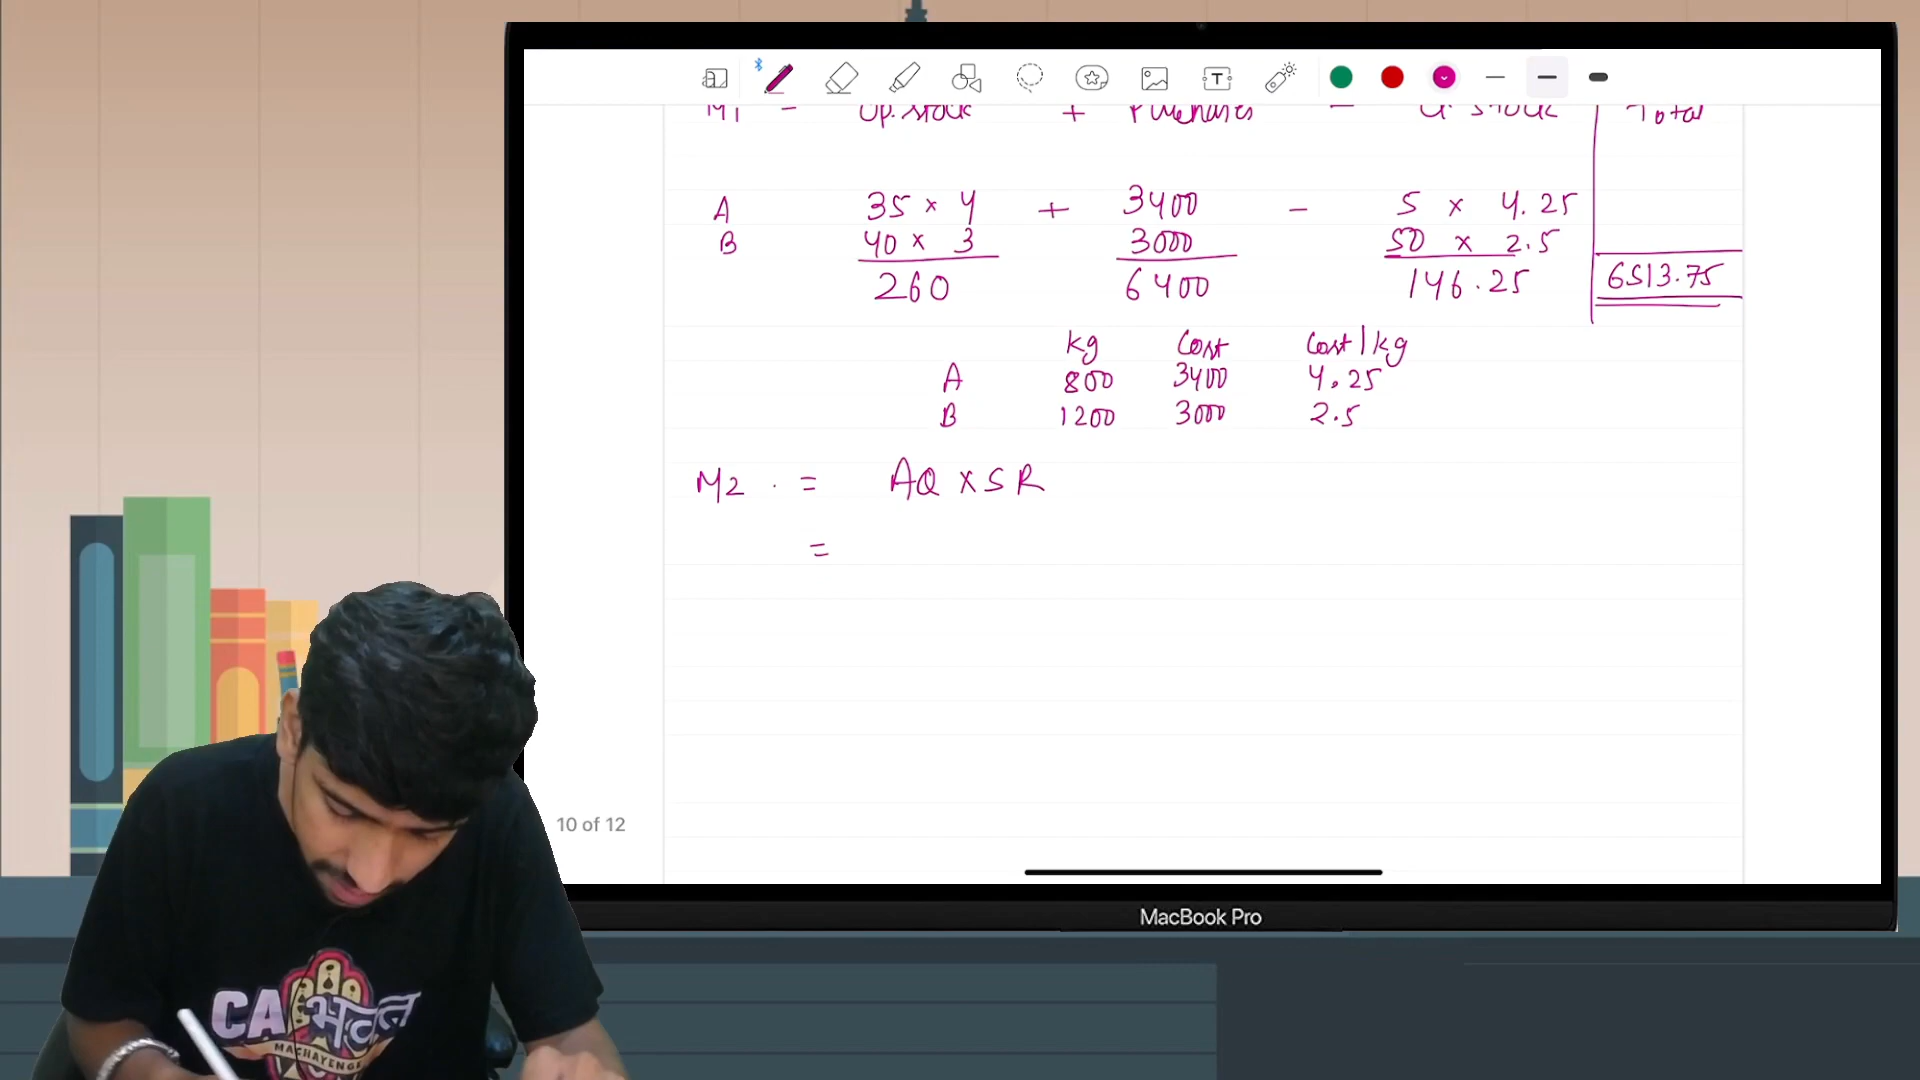 M1 = Op. stock + Purchases - Cl. stock Total
A 35 × 4 + 3400 - 5 × 4.25
B 40 × 3 3000 50 × 2.5
260 6400 146.25 6513.75
kg Cost Cost/kg
A 800 3400 4.25
B 1200 3000 2.5
M2 = AQ × SR
=
10 of 12
MacBook Pro
CA भक्त
MACHAYENGE